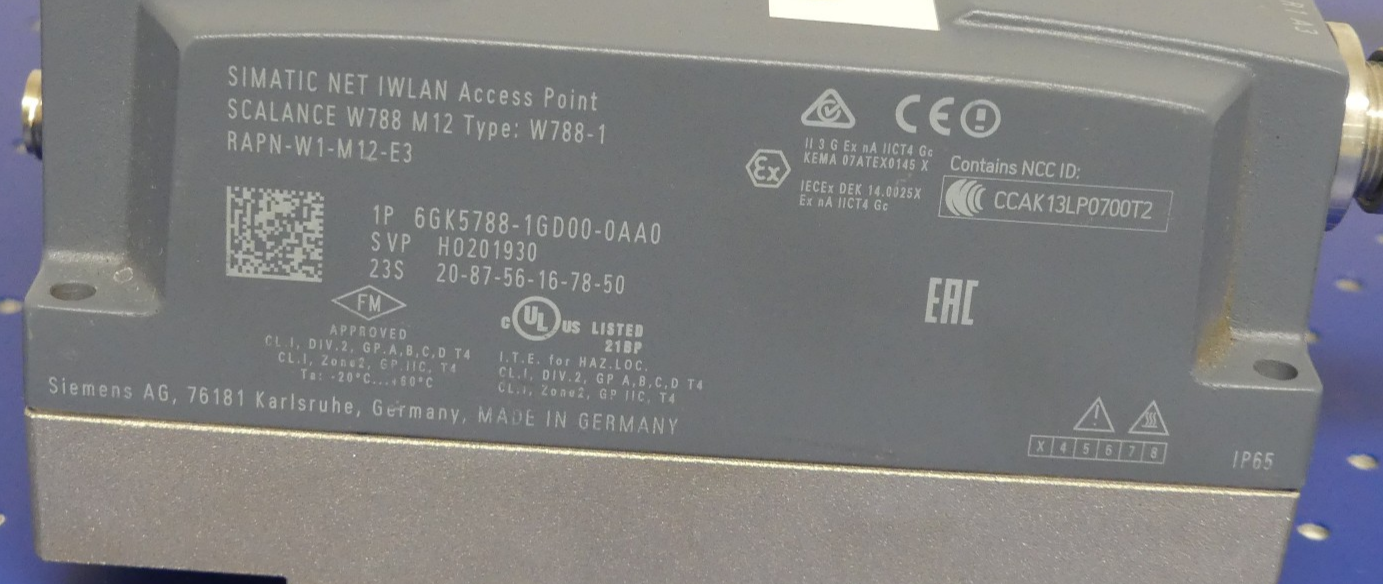 SIMATIC NET IWLAN Access Point
SCALANCE W788 M12 Type: W788-1
RAPN-W1-M12-E3
1P 6GK5788-1GD00-0AA0
SVP H0201930
23S 20-87-56-16-78-50
FM
APPROVED
CL.I, DIV.2, GP.A,B,C,D T4
CL.I, Zone2, GP.IIC, T4
Ta: -20°C...+60°C
c UL US LISTED
21BP
I.T.E. for HAZ.LOC.
CL.I, DIV.2, GP A,B,C,D T4
CL.I, Zone2, GP IIC, T4
Siemens AG, 76181 Karlsruhe, Germany, MADE IN GERMANY
CE
Ex
II 3 G Ex nA IICT4 Gc
KEMA 07ATEX0145 X
IECEx DEK 14.0025X
Ex nA IICT4 Gc
Contains NCC ID:
CCAK13LP0700T2
EAC
X 4 5 6 7 8
IP65